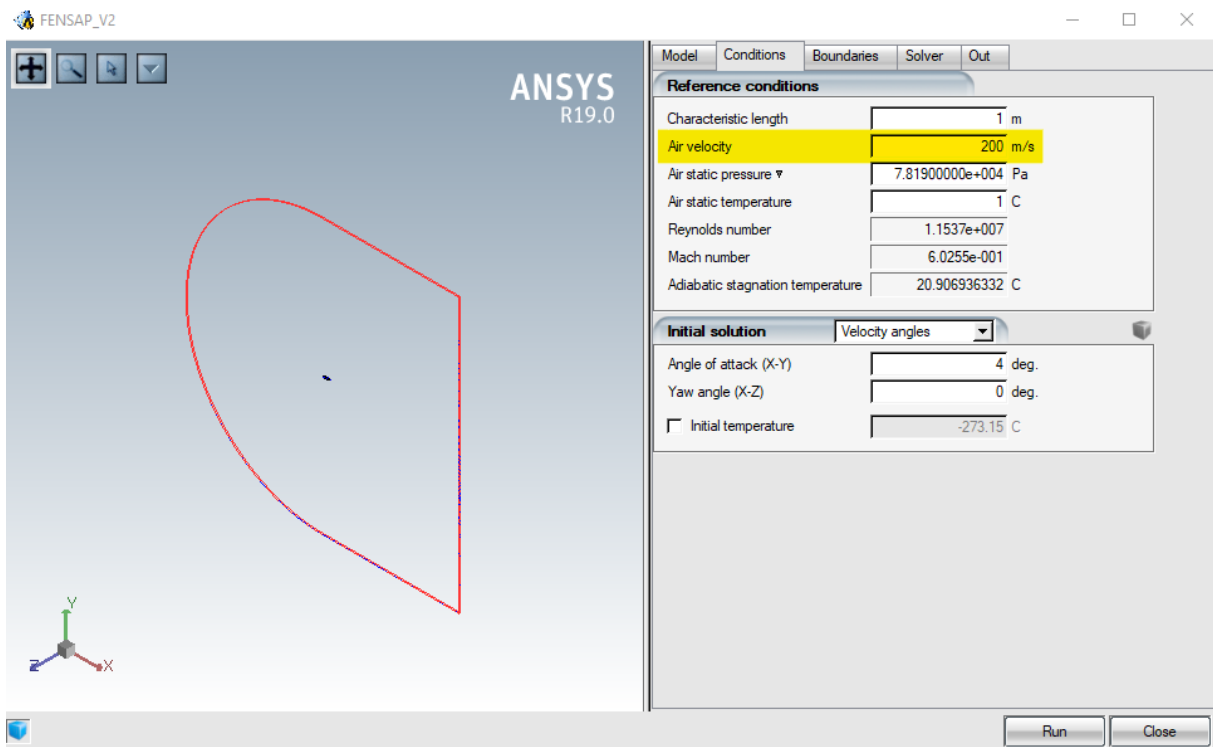 FENSAP_V2
ANSYS
R19.0
Y
Z
X
Model Conditions Boundaries Solver Out
Reference conditions
Characteristic length 1 m
Air velocity 200 m/s
Air static pressure 7.81900000e+004 Pa
Air static temperature 1 C
Reynolds number 1.1537e+007
Mach number 6.0255e-001
Adiabatic stagnation temperature 20.906936332 C
Initial solution Velocity angles
Angle of attack (X-Y) 4 deg.
Yaw angle (X-Z) 0 deg.
Initial temperature -273.15 C
Run Close